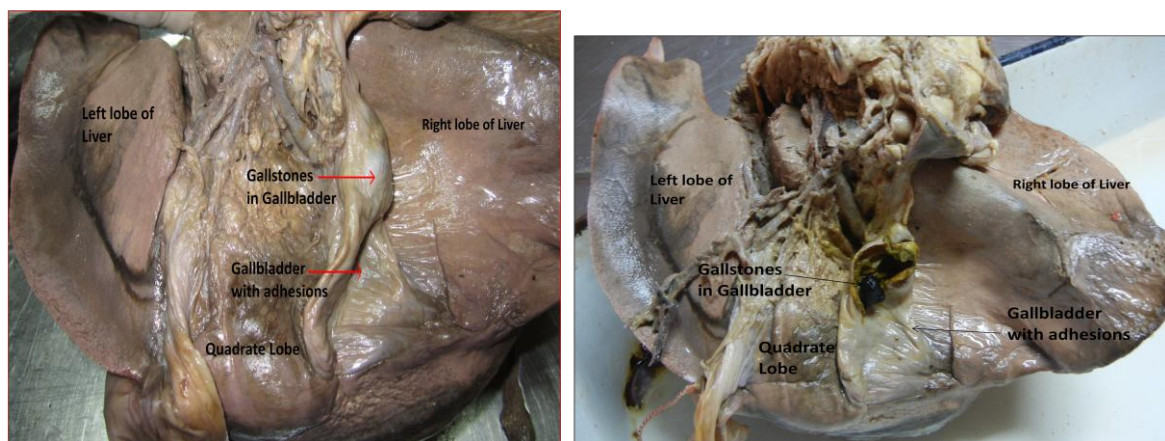 Left lobe of
Liver
Right lobe of Liver
Gallstones
in Gallbladder
Gallbladder
with adhesions
Quadrate Lobe
Left lobe of
Liver
Right lobe of Liver
Gallstones
in Gallbladder
Gallbladder
with adhesions
Quadrate
Lobe